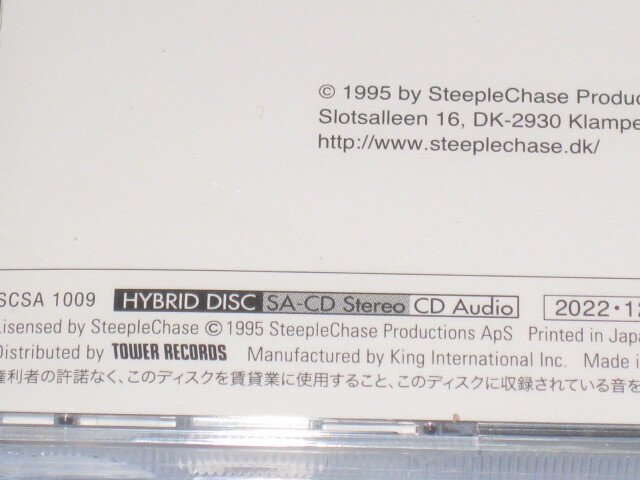 © 1995 by SteepleChase Produc
Slotsalleen 16, DK-2930 Klampe
http://www.steeplechase.dk/
SCSA 1009 HYBRID DISC SA-CD Stereo CD Audio 2022・12
Licensed by SteepleChase © 1995 SteepleChase Productions ApS Printed in Japa
Distributed by TOWER RECORDS Manufactured by King International Inc. Made i
権利者の許諾なく、このディスクを賃貸業に使用すること、このディスクに収録されている音を